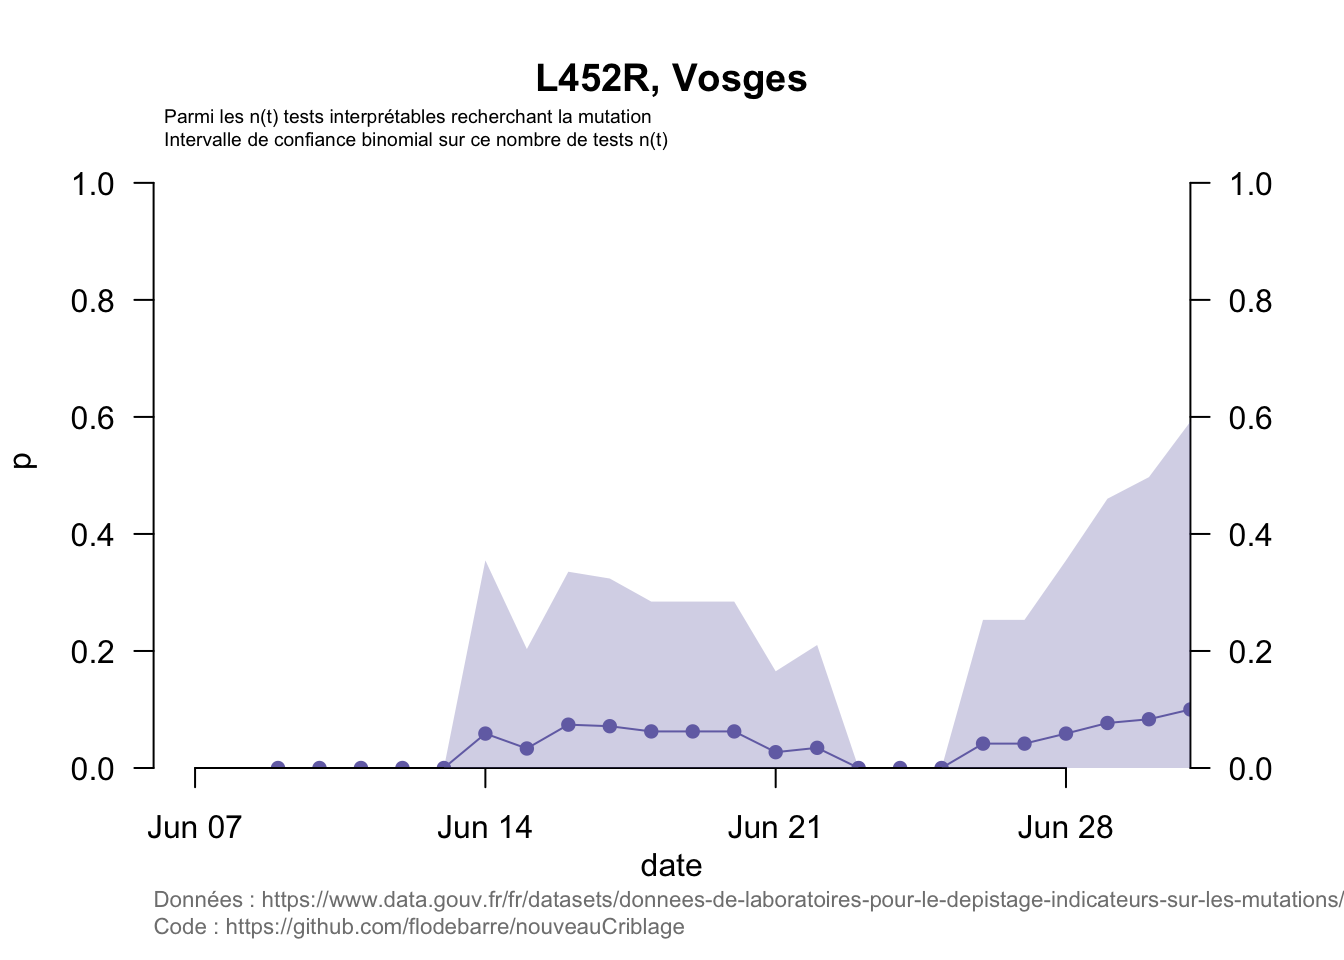 L452R, Vosges
Parmi les n(t) tests interprétables recherchant la mutation
Intervalle de confiance binomial sur ce nombre de tests n(t)
1.0 1.0
0.8 0.8
0.6 0.6
p
0.4 0.4
0.2 0.2
0.0 0.0
Jun 07 Jun 14 Jun 21 Jun 28
date
Données : https://www.data.gouv.fr/fr/datasets/donnees-de-laboratoires-pour-le-depistage-indicateurs-sur-les-mutations/
Code : https://github.com/flodebarre/nouveauCriblage